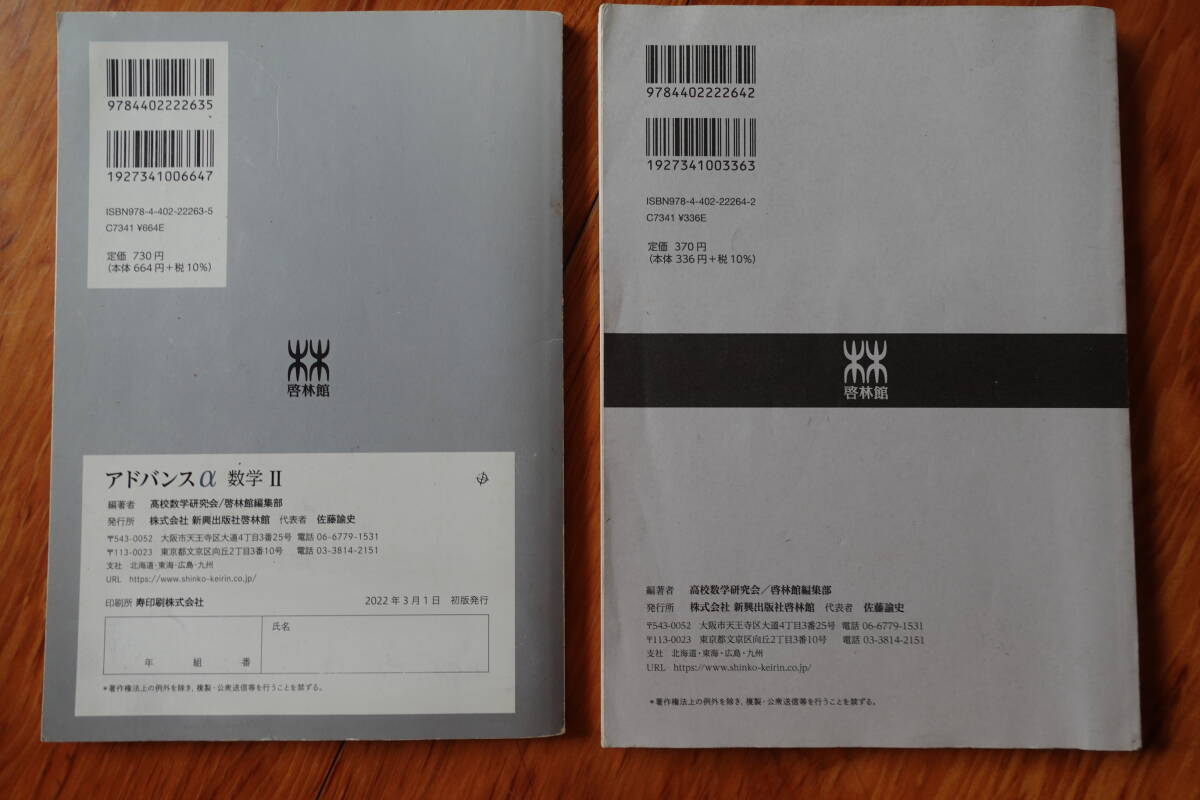 9784402222635
1927341006647
ISBN978-4-402-22263-5
C7341 ¥664E
定価 730円
（本体 664円＋税10%）
啓林館
アドバンスα 数学 II
編著者 高校数学研究会/啓林館編集部
発行所 株式会社 新興出版社啓林館 代表者 佐藤諭史
〒543-0052 大阪市天王寺区大道4丁目3番25号 電話 06-6779-1531
〒113-0023 東京都文京区向丘2丁目3番10号 電話 03-3814-2151
支社 北海道・東海・広島・九州
URL https://www.shinko-keirin.co.jp/
印刷所 寿印刷株式会社 2022年3月1日 初版発行
氏名
年 組 番
＊著作権法上の例外を除き，複製・公衆送信等を行うことを禁ずる。
9784402222642
1927341003363
ISBN978-4-402-22264-2
C7341 ¥336E
定価 370円
（本体 336円＋税10%）
啓林館
編著者 高校数学研究会／啓林館編集部
発行所 株式会社 新興出版社啓林館 代表者 佐藤諭史
〒543-0052 大阪市天王寺区大道4丁目3番25号 電話 06-6779-1531
〒113-0023 東京都文京区向丘2丁目3番10号 電話 03-3814-2151
支社 北海道・東海・広島・九州
URL https://www.shinko-keirin.co.jp/
＊著作権法上の例外を除き，複製・公衆送信等を行うことを禁ずる。